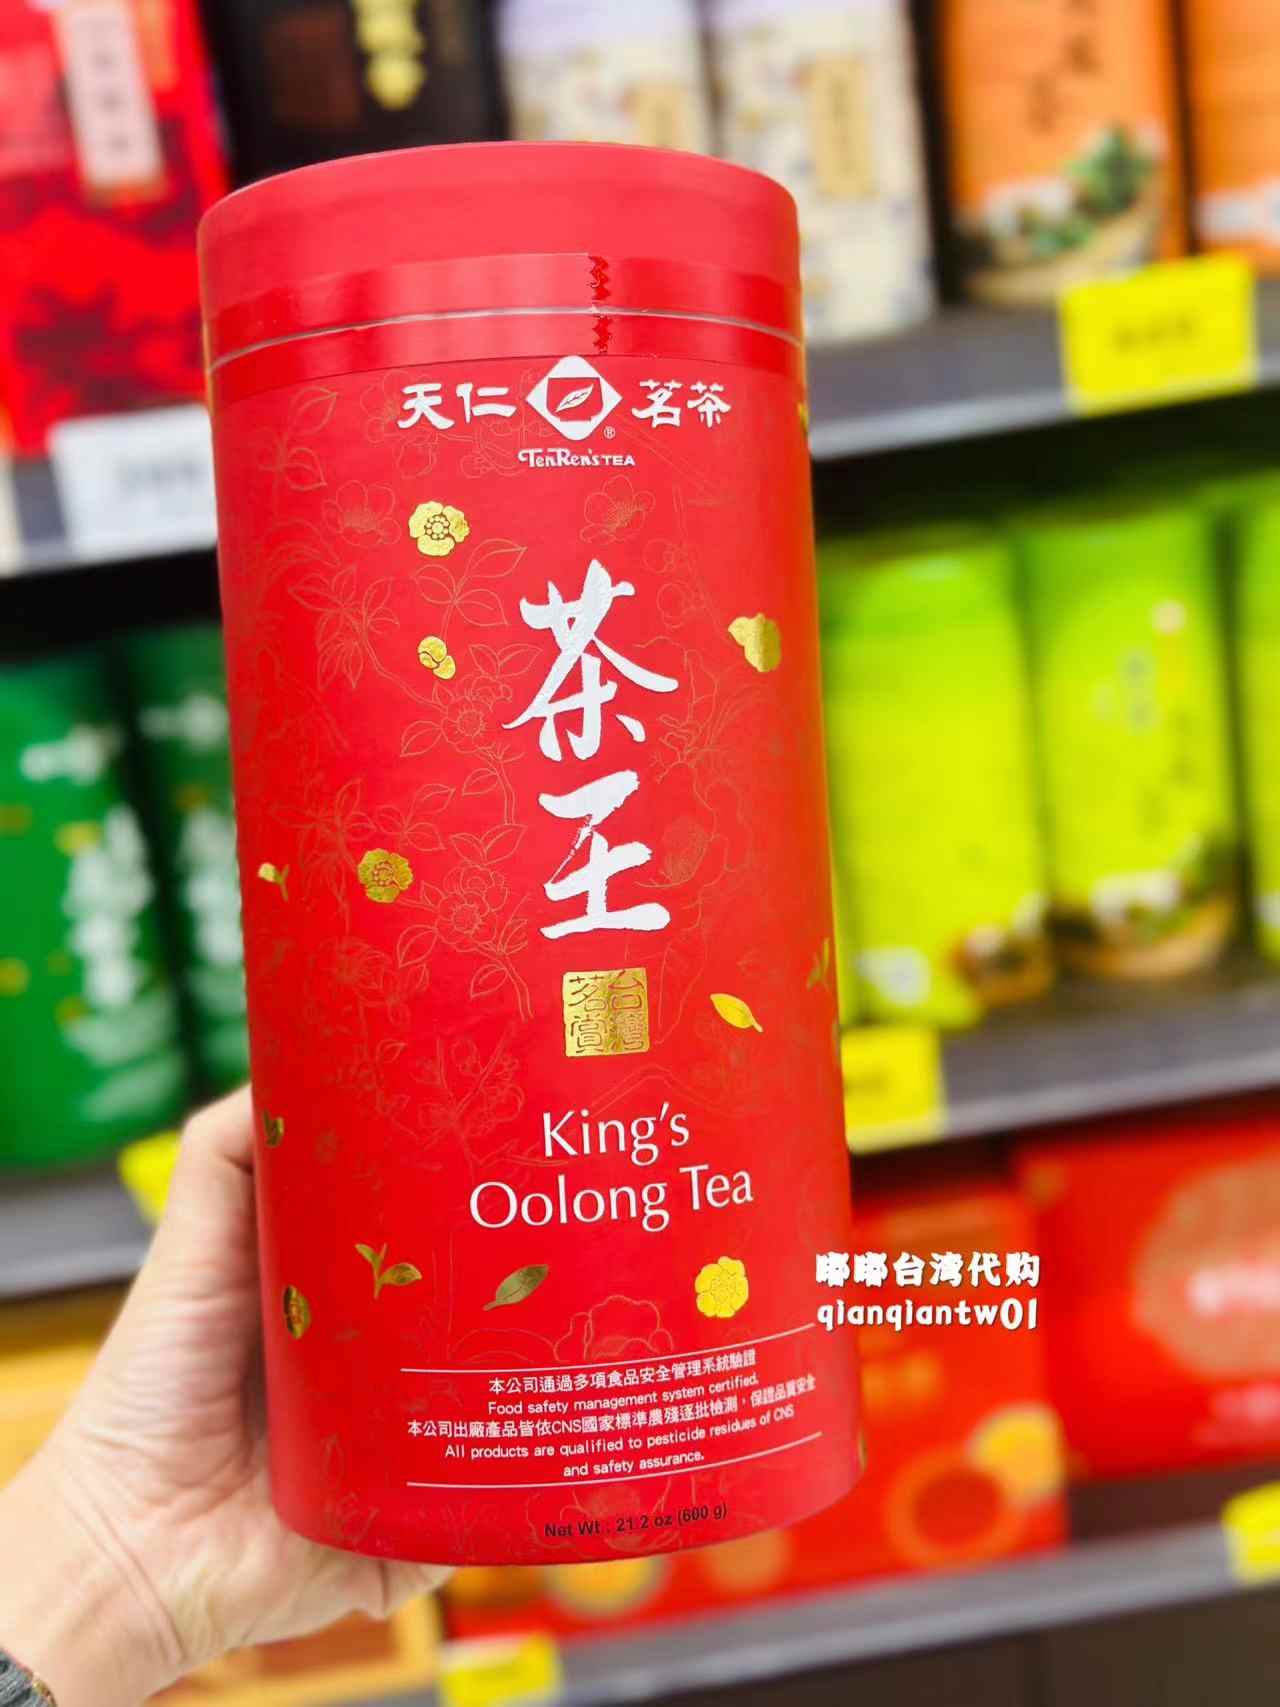 天仁 茗茶
TenRen's TEA
茶王
台灣茗賞
King's
Oolong Tea
嘟嘟台湾代购
qianqiantw01
本公司通過多項食品安全管理系統驗證
Food safety management system certified.
本公司出廠產品皆依CNS國家標準農殘逐批檢測，保證品質安全
All products are qualified to pesticide residues of CNS
and safety assurance.
Net Wt.: 21.2 oz (600 g)